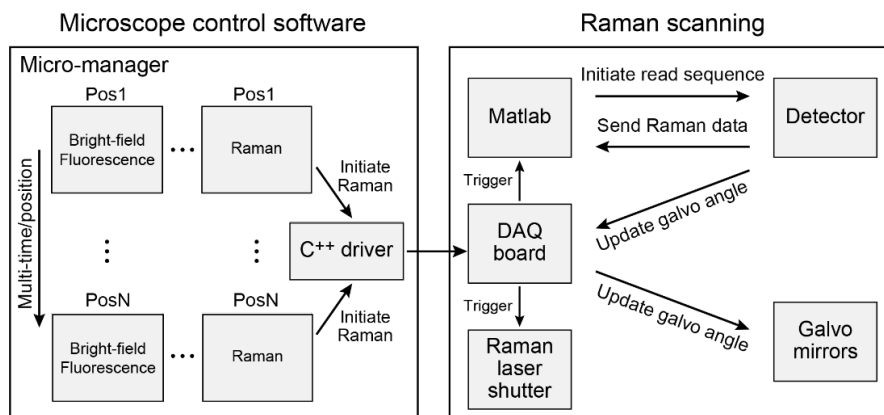 Microscope control software
Micro-manager
Pos1
Pos1
Bright-field
Fluorescence
Raman
Multi-time/position
Initiate
Raman
C++ driver
PosN
PosN
Initiate
Raman
Bright-field
Fluorescence
Raman
Raman scanning
Initiate read sequence
Matlab
Detector
Send Raman data
Trigger
Update galvo angle
DAQ
board
Trigger
Update galvo angle
Raman
laser
shutter
Galvo
mirrors